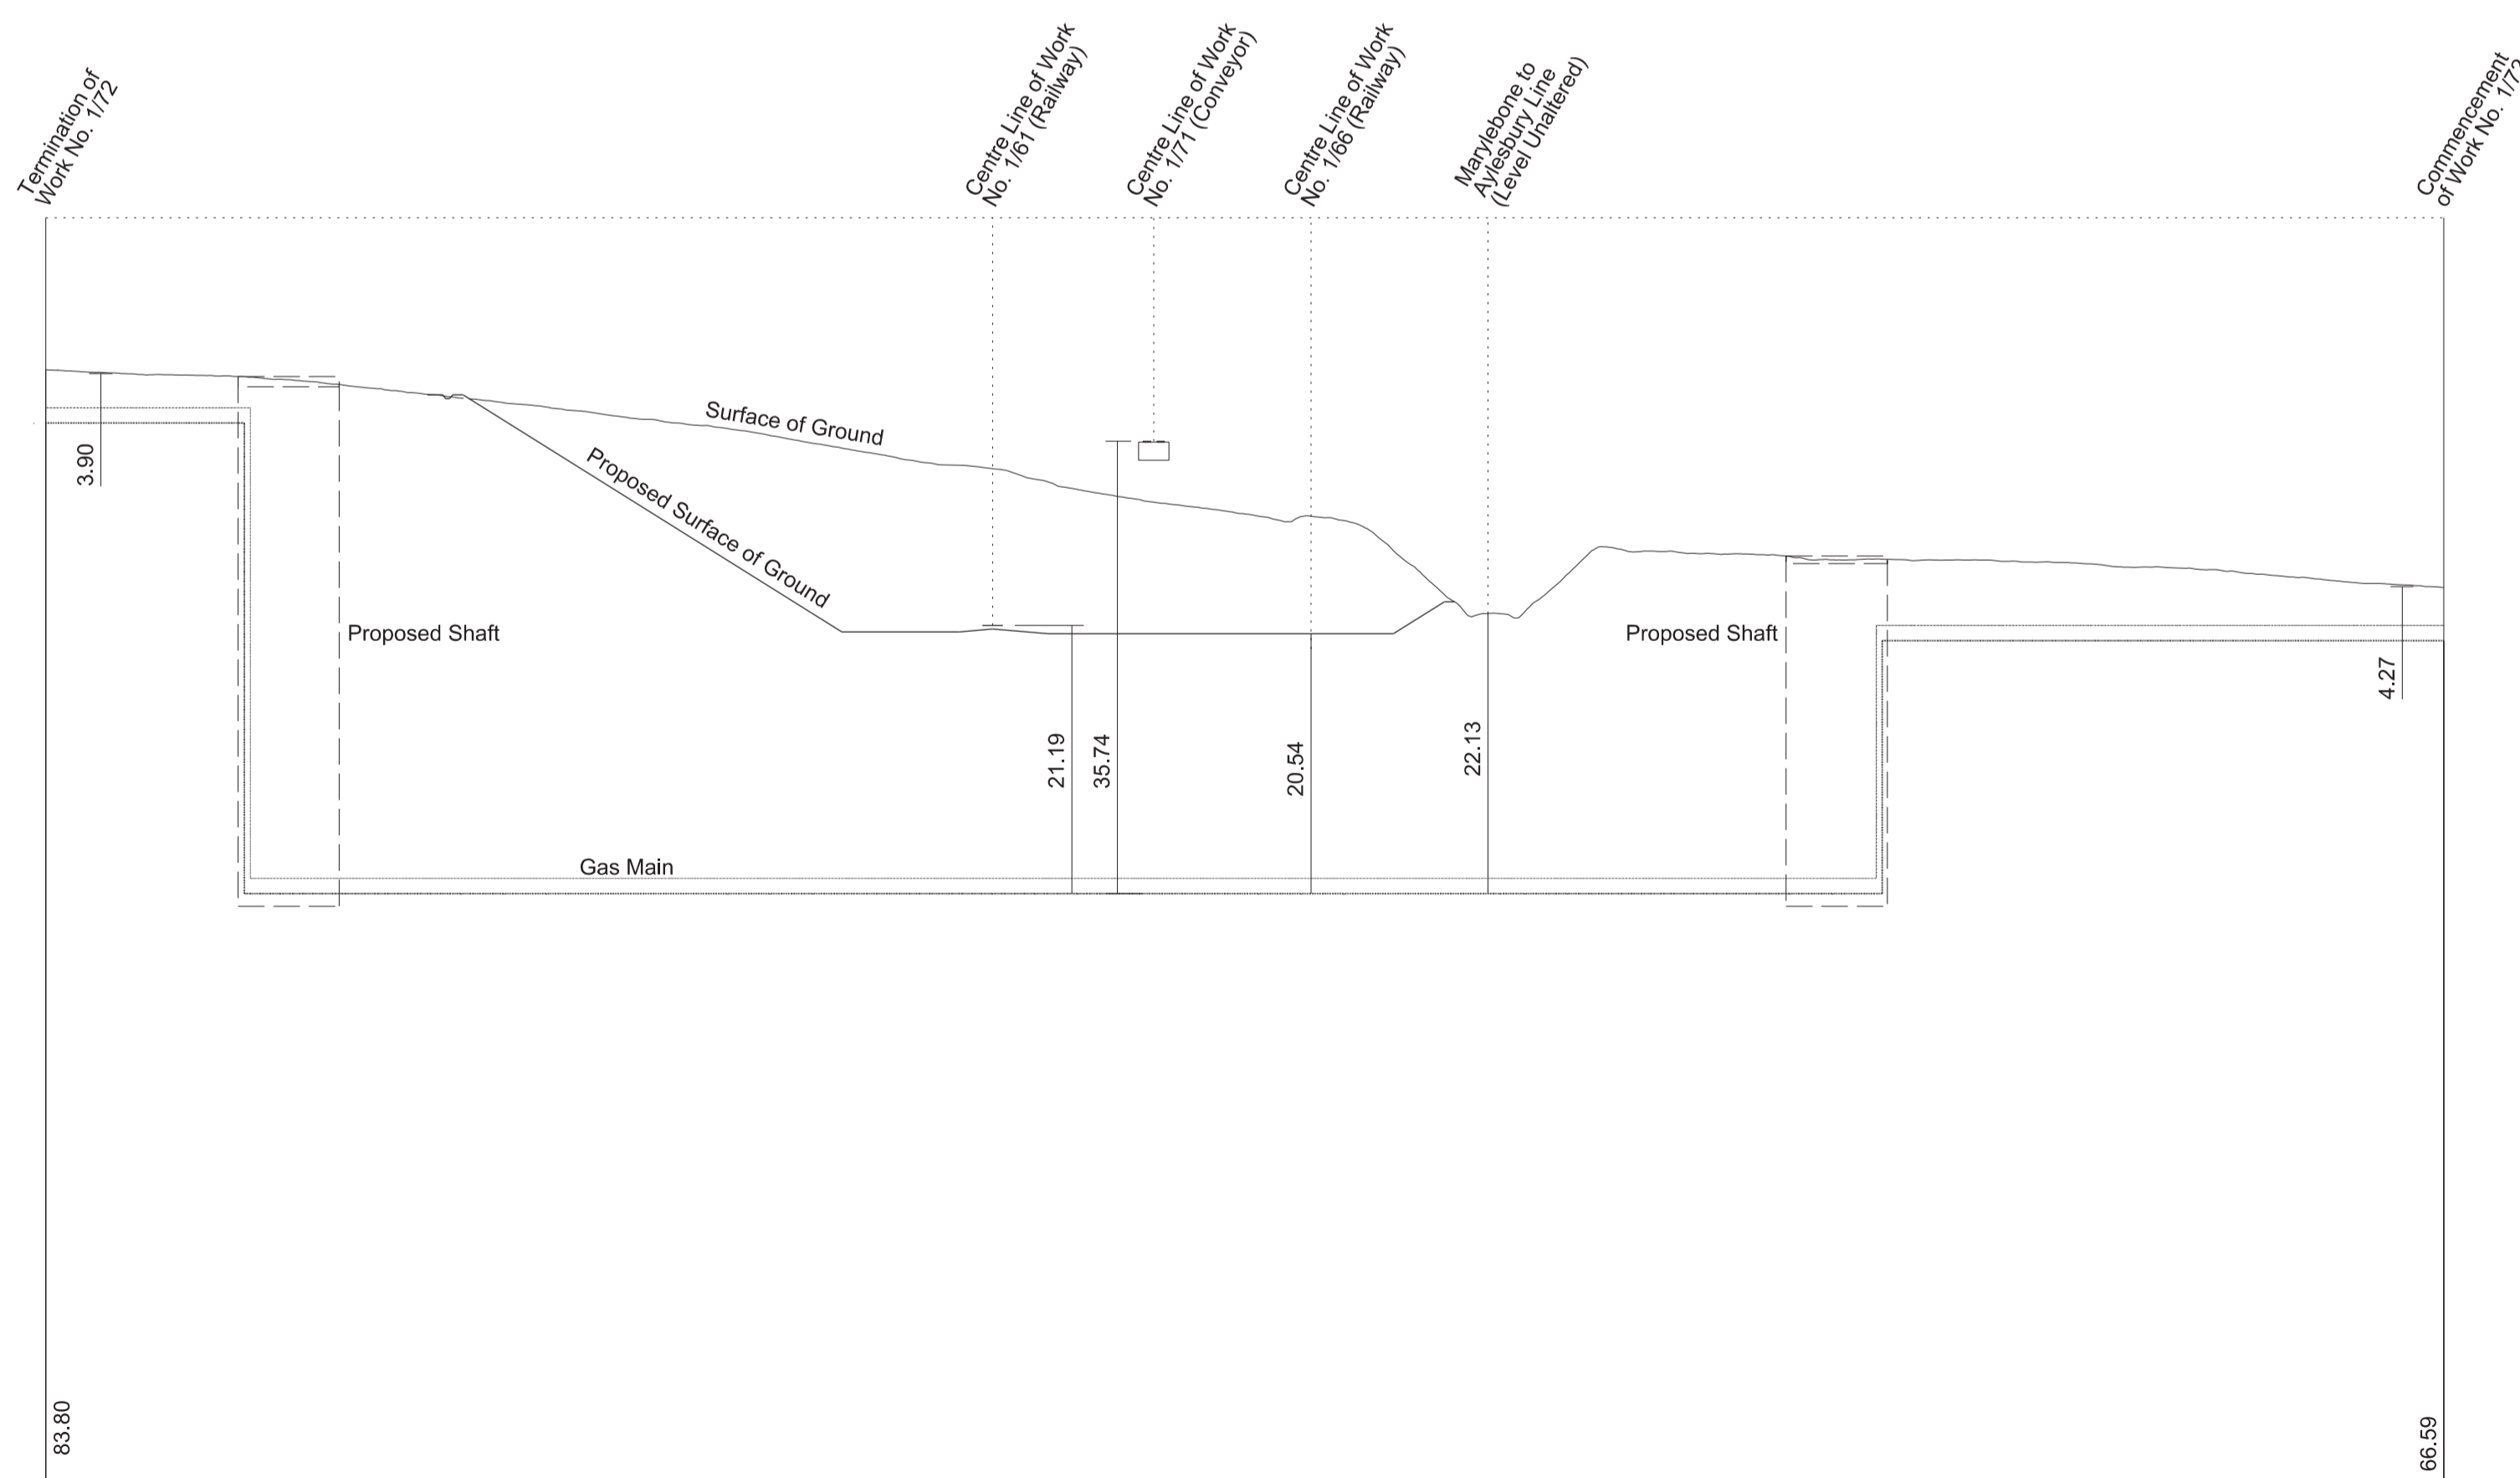 Termination of
Work No. 1/72
Centre Line of Work
No. 1/61 (Railway)
Centre Line of Work
No. 1/71 (Conveyor)
Centre Line of Work
No. 1/66 (Railway)
Marylebone to
Aylesbury Line
(Level Unaltered)
Commencement
of Work No. 1/72
Surface of Ground
Proposed Surface of Ground
3.90
Proposed Shaft
Proposed Shaft
4.27
21.19
35.74
20.54
22.13
Gas Main
83.80
66.59